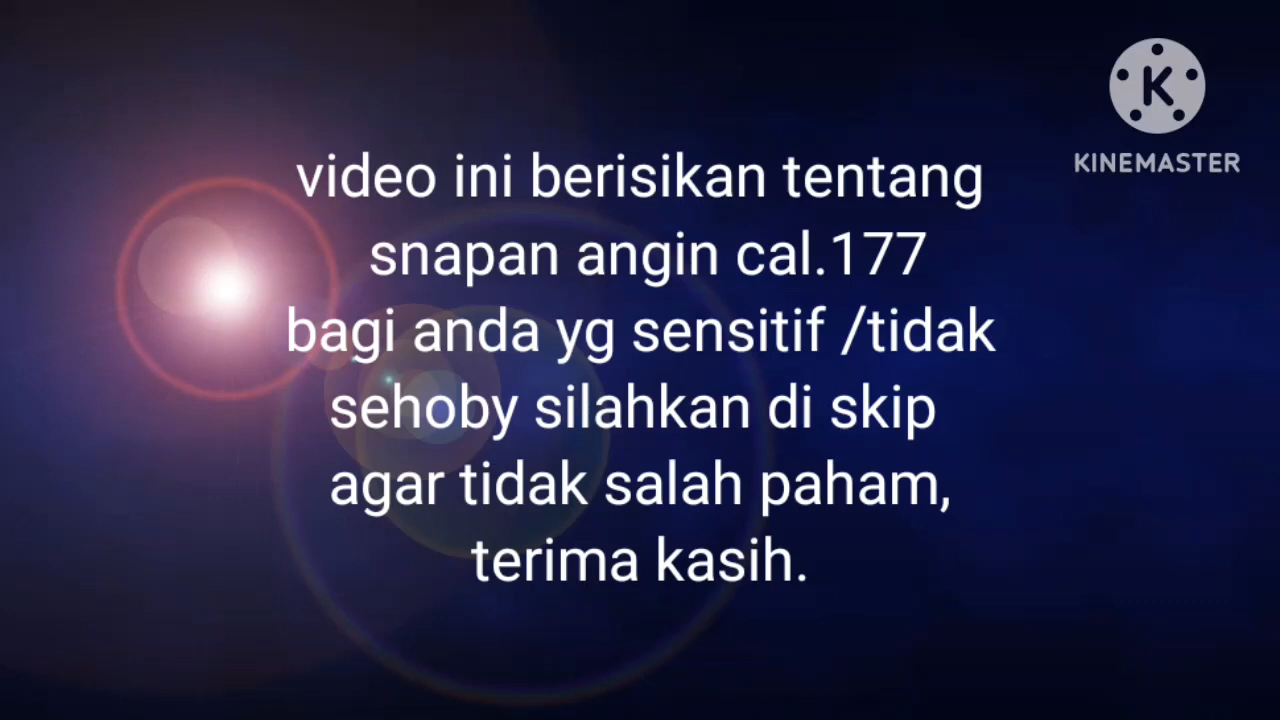 K
KINEMASTER
video ini berisikan tentang
snapan angin cal.177
bagi anda yg sensitif /tidak
sehoby silahkan di skip
agar tidak salah paham,
terima kasih.